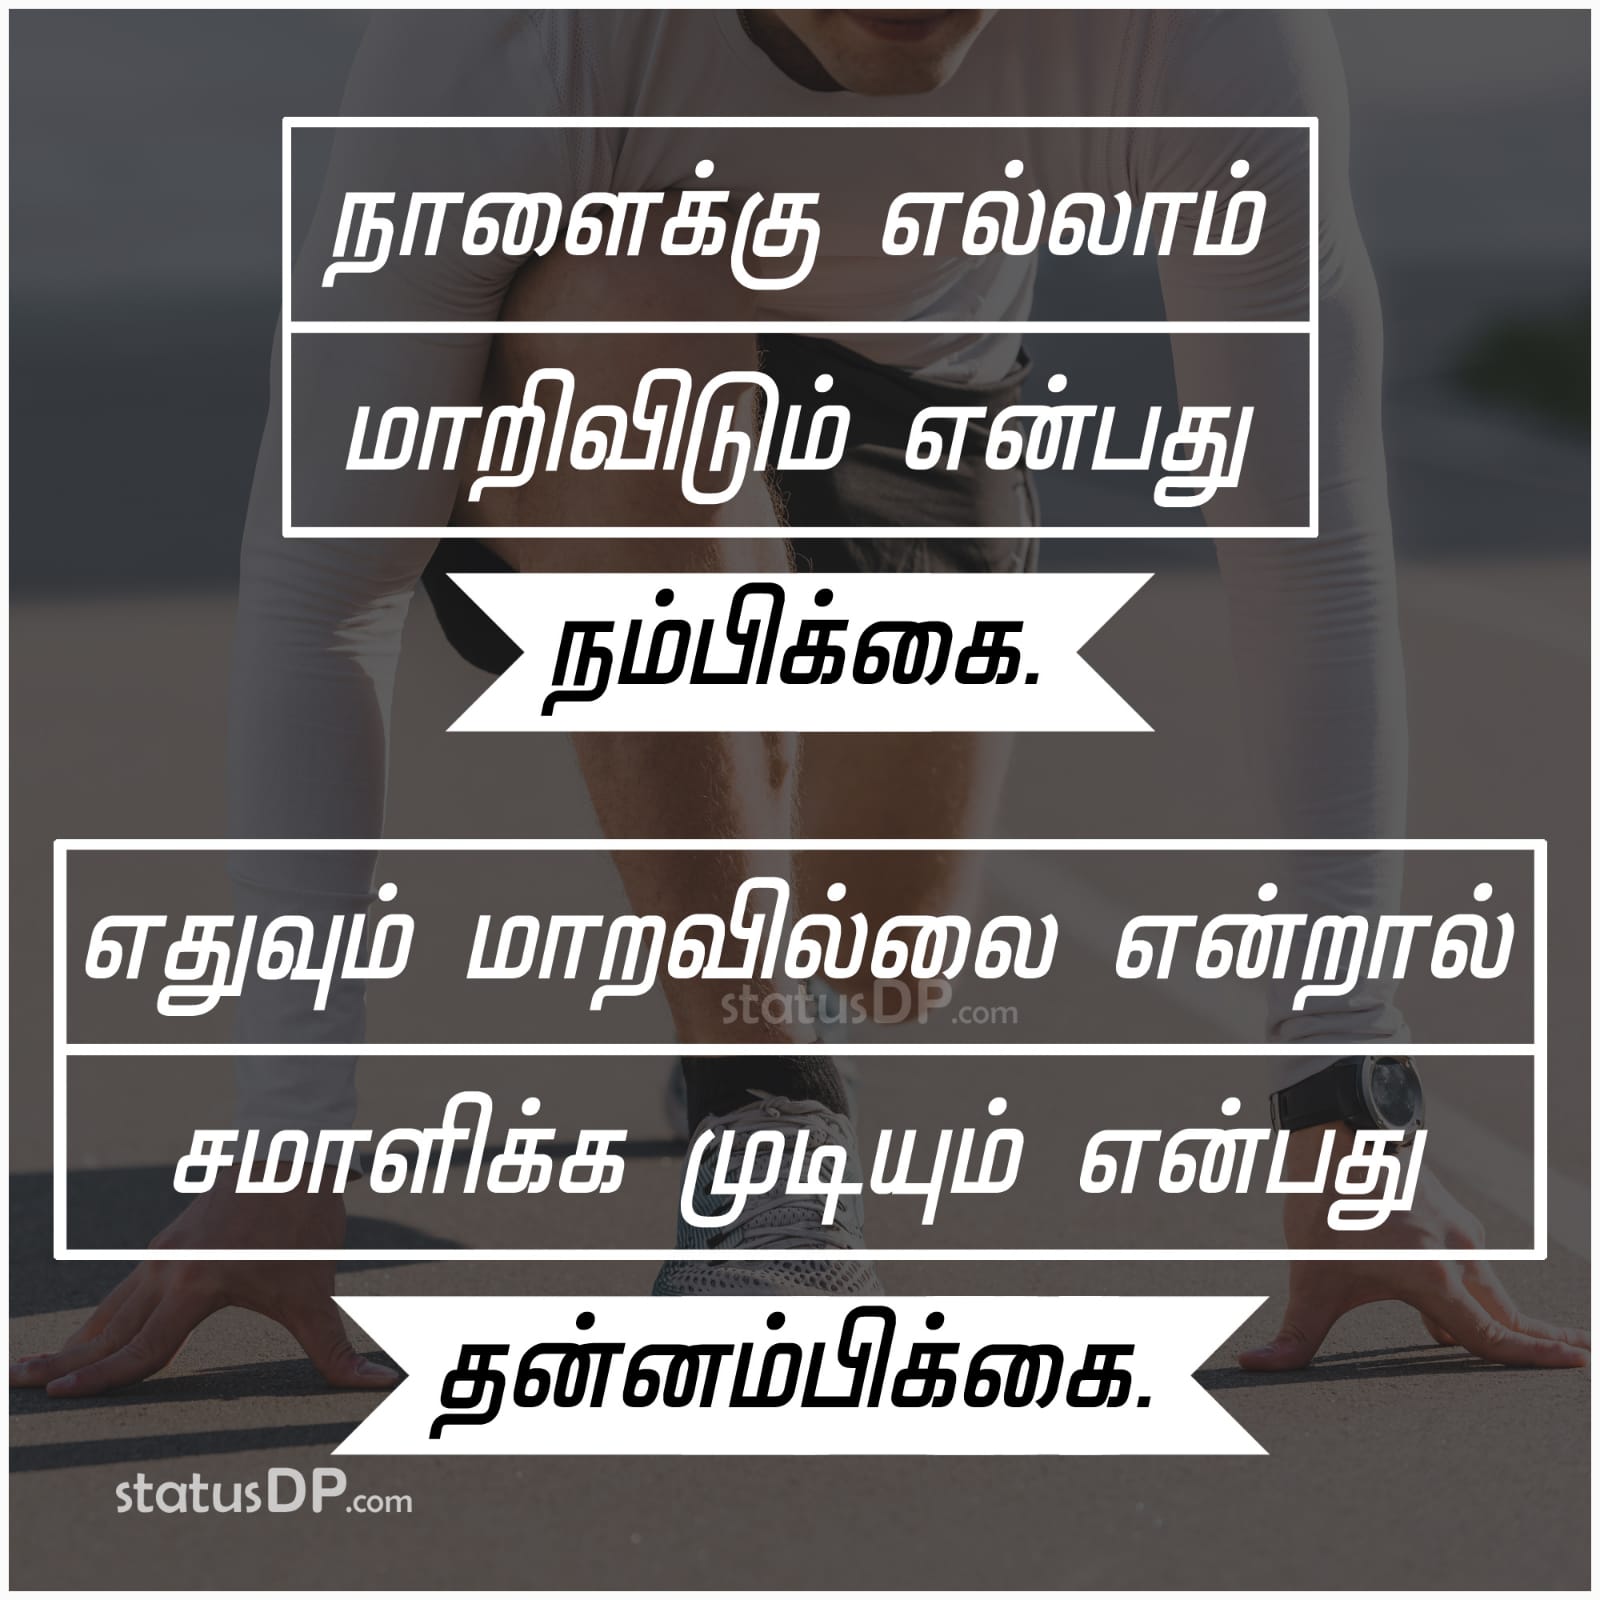 நாளைக்கு எல்லாம்
மாறிவிடும் என்பது
நம்பிக்கை.
எதுவும் மாறவில்லை என்றால்
statusDP.com
சமாளிக்க முடியும் என்பது
தன்னம்பிக்கை.
statusDP.com